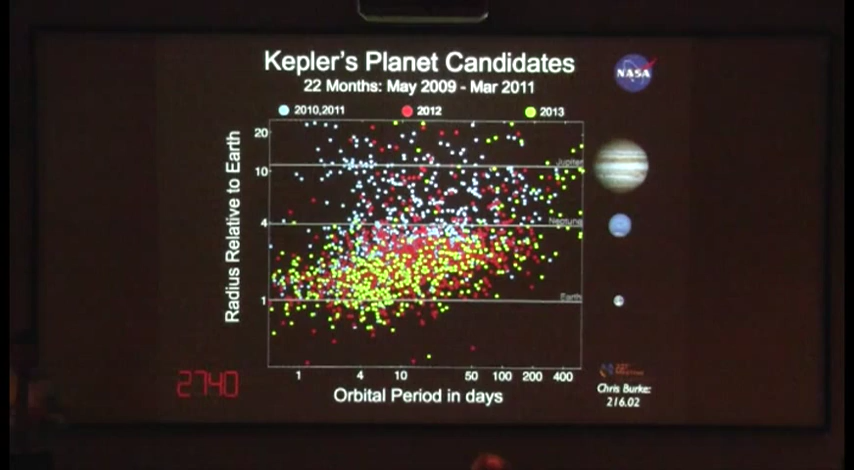 Kepler's Planet Candidates
22 Months: May 2009 - Mar 2011
NASA
2010,2011 2012 2013
20
10
4
1
Radius Relative to Earth
Jupiter
Neptune
Earth
1 4 10 50 100 200 400
Orbital Period in days
2740
Chris Burke:
216.02